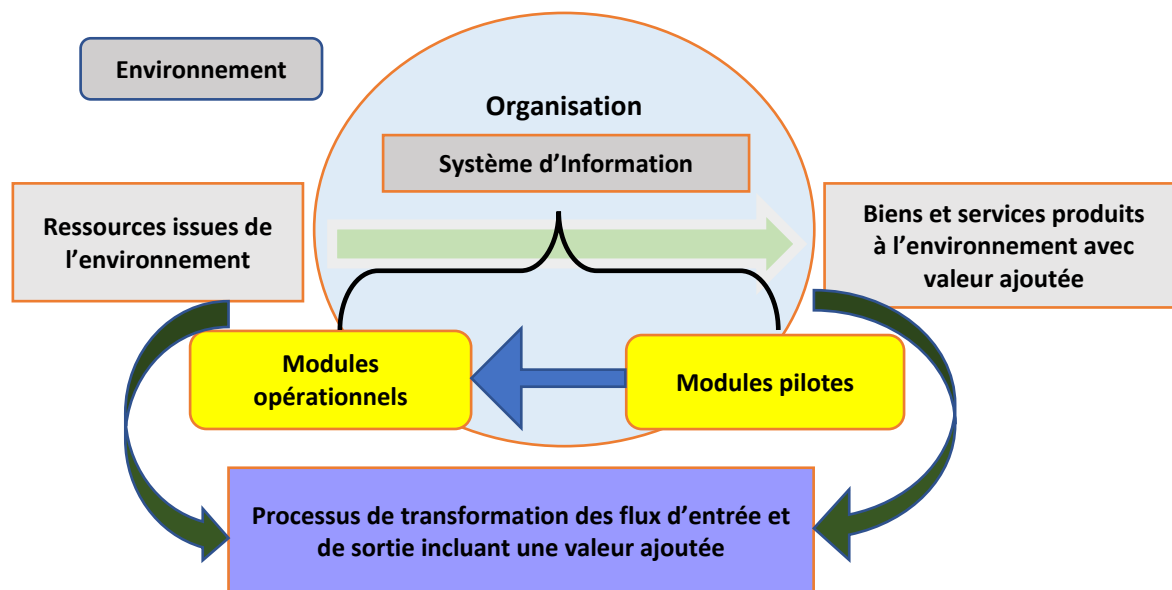 Environnement
Organisation
Système d’Information
Ressources issues de
l’environnement
Biens et services produits
à l’environnement avec
valeur ajoutée
Modules
opérationnels
Modules pilotes
Processus de transformation des flux d’entrée et
de sortie incluant une valeur ajoutée